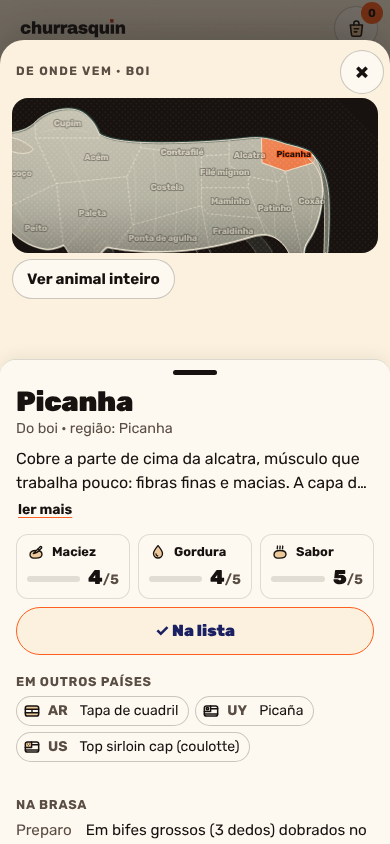 churrasquin
0
DE ONDE VEM • BOI
Cupim
Acém
Contrafilé
Alcatra
Picanha
coço
Filé mignon
Costela
Maminha
Patinho
Coxão
Paleta
Peito
Fraldinha
Ponta de agulha
Ver animal inteiro
Picanha
Do boi • região: Picanha
Cobre a parte de cima da alcatra, músculo que
trabalha pouco: fibras finas e macias. A capa d…
ler mais
Maciez
4/5
Gordura
4/5
Sabor
5/5
✓ Na lista
EM OUTROS PAÍSES
AR Tapa de cuadril
UY Picaña
US Top sirloin cap (coulotte)
NA BRASA
Preparo Em bifes grossos (3 dedos) dobrados no